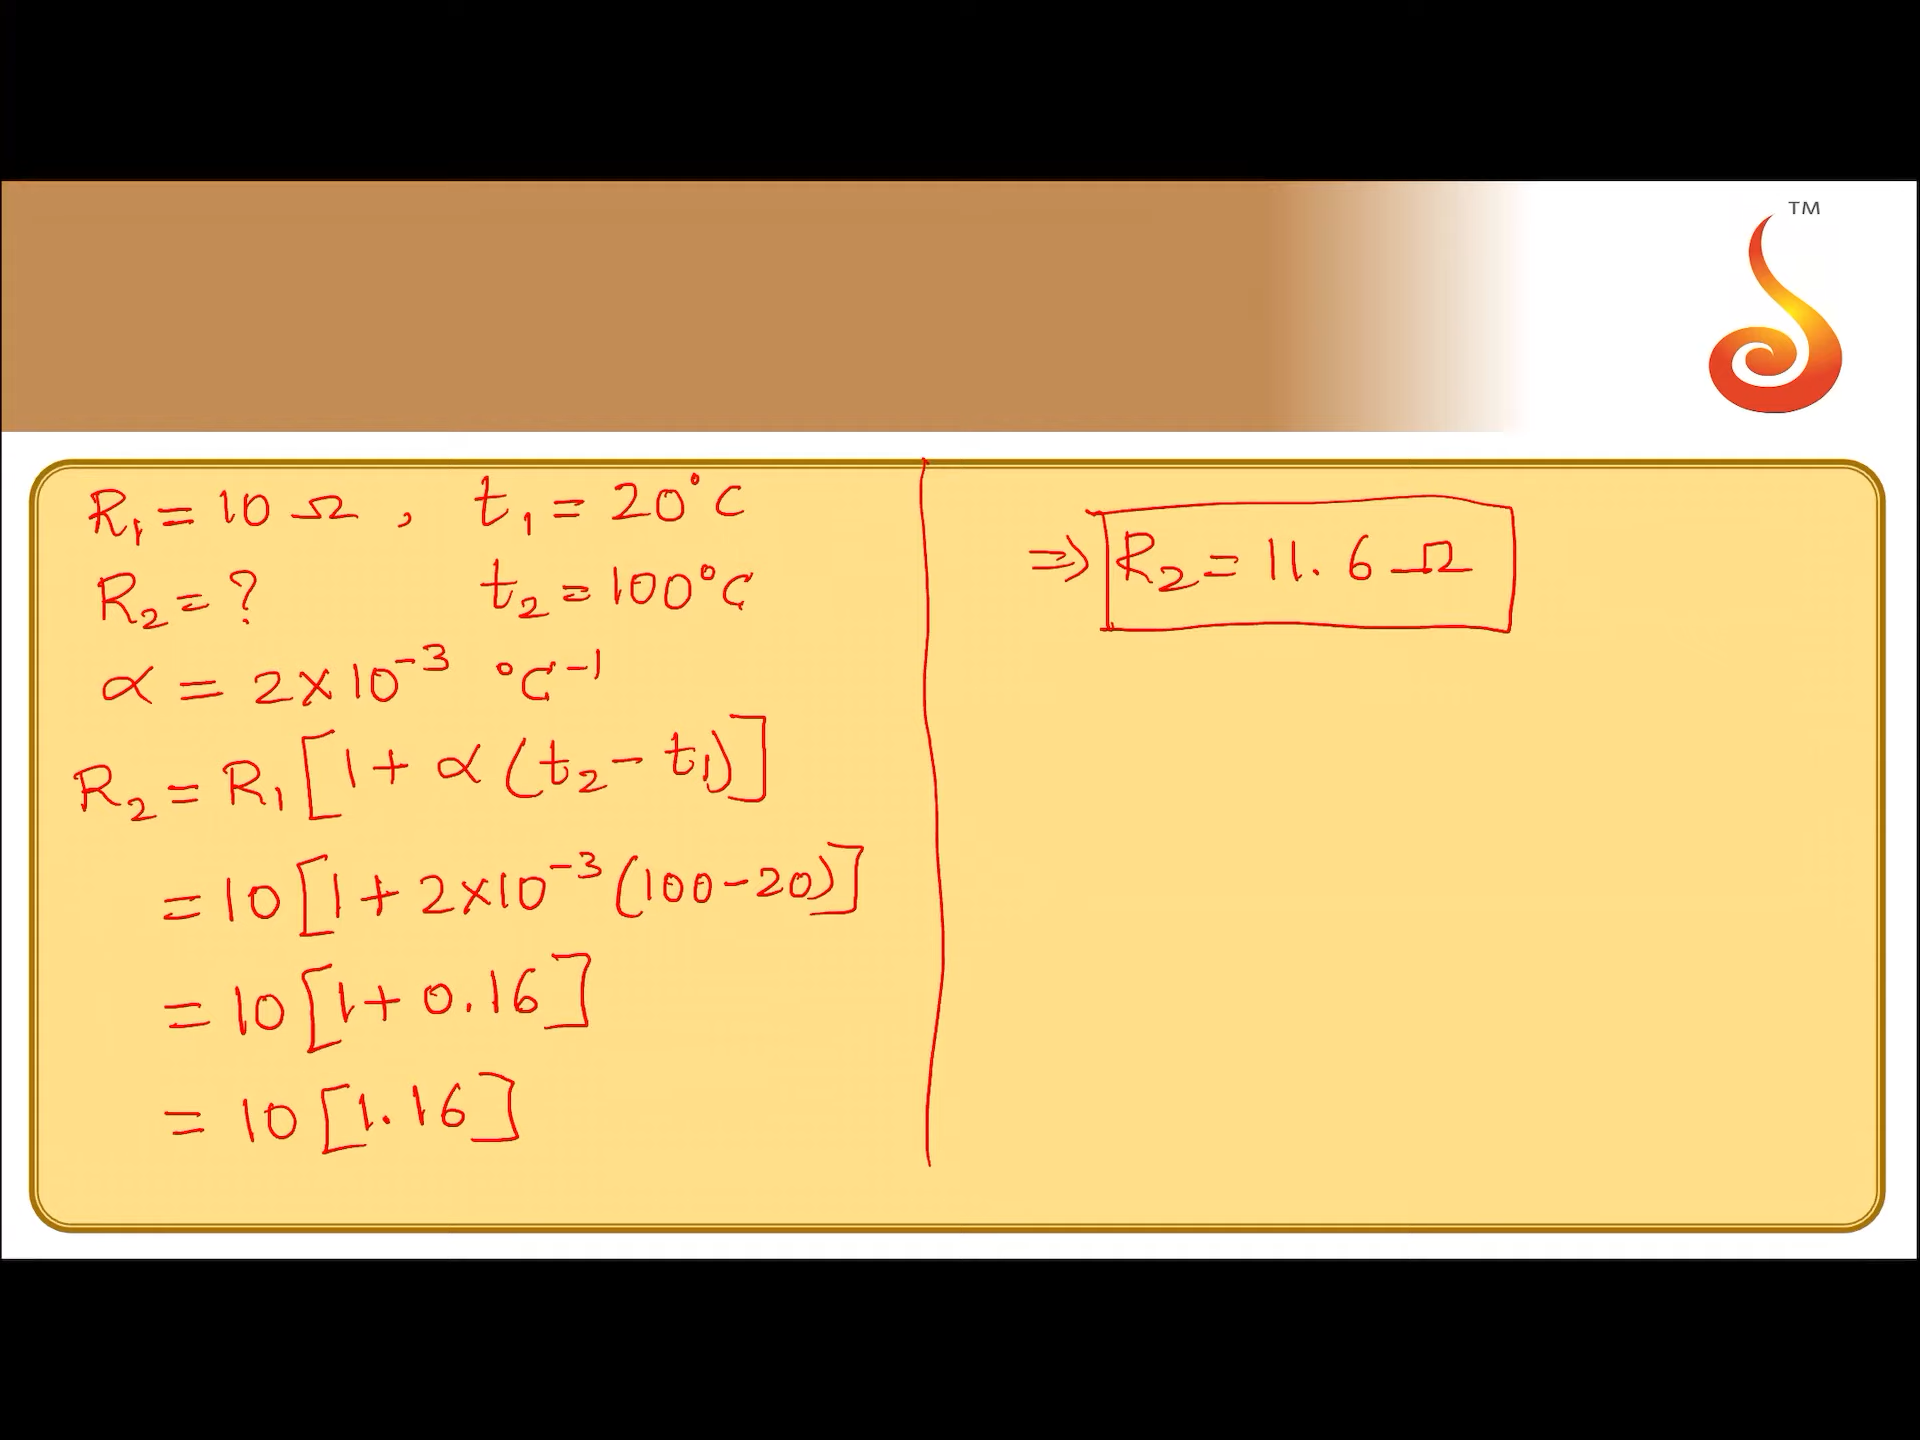 TM
R₁ = 10 Ω , t₁ = 20°C
R₂ = ? t₂ = 100°C
α = 2×10⁻³ °C⁻¹
R₂ = R₁ [1 + α (t₂ - t₁)]
= 10 [1 + 2×10⁻³ (100-20)]
= 10 [1 + 0.16]
= 10 [1.16]
⇒ R₂ = 11.6 Ω